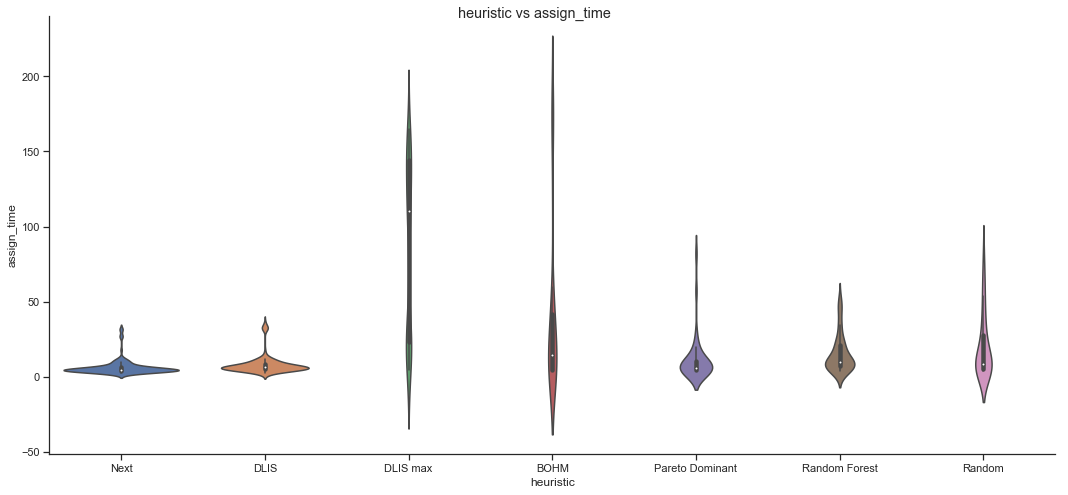 heuristic vs assign_time
assign_time
200
150
100
50
0
−50
Next DLIS DLIS max BOHM Pareto Dominant Random Forest Random
heuristic